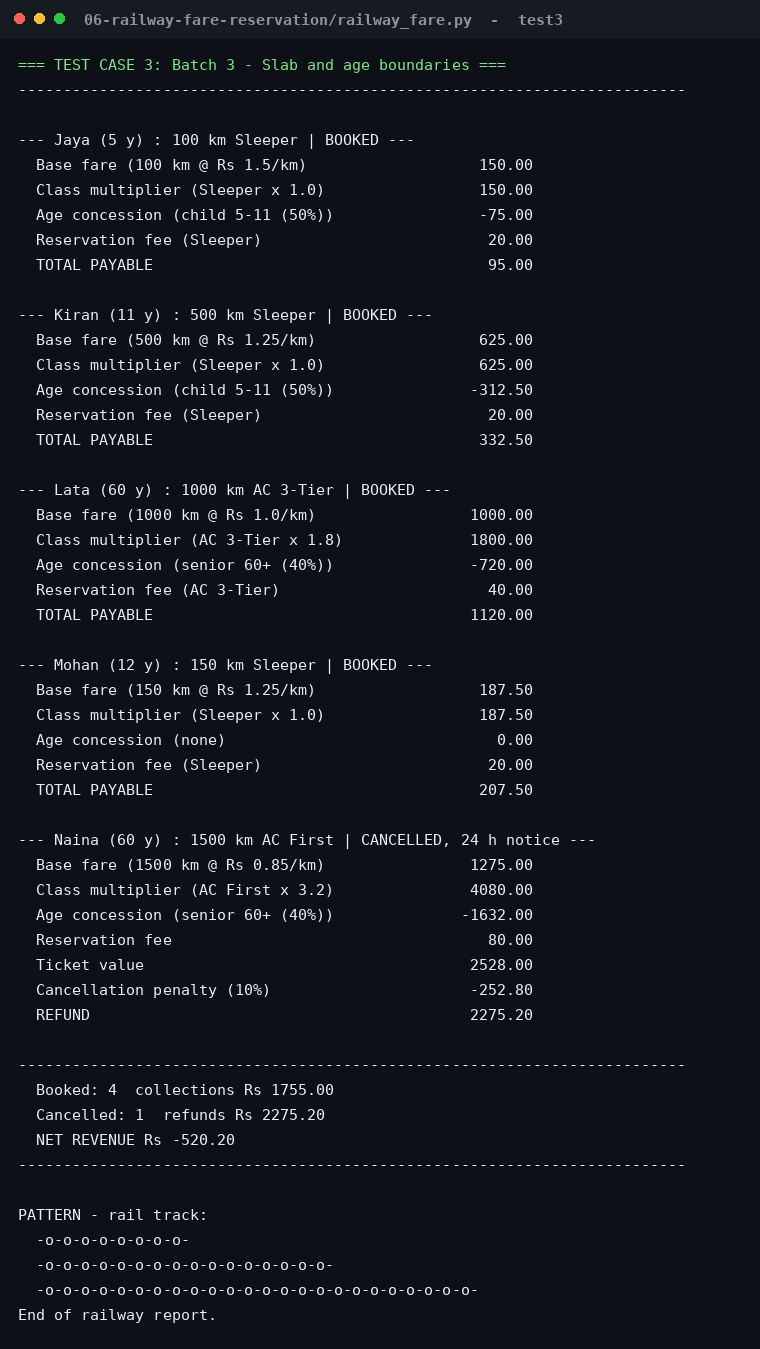 06-railway-fare-reservation/railway_fare.py  -  test3
=== TEST CASE 3: Batch 3 - Slab and age boundaries ===
--------------------------------------------------------------------------
--- Jaya (5 y) : 100 km Sleeper | BOOKED ---
  Base fare (100 km @ Rs 1.5/km)                   150.00
  Class multiplier (Sleeper x 1.0)                 150.00
  Age concession (child 5-11 (50%))                -75.00
  Reservation fee (Sleeper)                         20.00
  TOTAL PAYABLE                                     95.00
--- Kiran (11 y) : 500 km Sleeper | BOOKED ---
  Base fare (500 km @ Rs 1.25/km)                  625.00
  Class multiplier (Sleeper x 1.0)                 625.00
  Age concession (child 5-11 (50%))               -312.50
  Reservation fee (Sleeper)                         20.00
  TOTAL PAYABLE                                    332.50
--- Lata (60 y) : 1000 km AC 3-Tier | BOOKED ---
  Base fare (1000 km @ Rs 1.0/km)                 1000.00
  Class multiplier (AC 3-Tier x 1.8)              1800.00
  Age concession (senior 60+ (40%))               -720.00
  Reservation fee (AC 3-Tier)                       40.00
  TOTAL PAYABLE                                   1120.00
--- Mohan (12 y) : 150 km Sleeper | BOOKED ---
  Base fare (150 km @ Rs 1.25/km)                  187.50
  Class multiplier (Sleeper x 1.0)                 187.50
  Age concession (none)                              0.00
  Reservation fee (Sleeper)                         20.00
  TOTAL PAYABLE                                    207.50
--- Naina (60 y) : 1500 km AC First | CANCELLED, 24 h notice ---
  Base fare (1500 km @ Rs 0.85/km)                1275.00
  Class multiplier (AC First x 3.2)               4080.00
  Age concession (senior 60+ (40%))              -1632.00
  Reservation fee                                   80.00
  Ticket value                                    2528.00
  Cancellation penalty (10%)                      -252.80
  REFUND                                          2275.20
--------------------------------------------------------------------------
  Booked: 4  collections Rs 1755.00
  Cancelled: 1  refunds Rs 2275.20
  NET REVENUE Rs -520.20
--------------------------------------------------------------------------
PATTERN - rail track:
  -o-o-o-o-o-o-o-o-
  -o-o-o-o-o-o-o-o-o-o-o-o-o-o-o-o-
  -o-o-o-o-o-o-o-o-o-o-o-o-o-o-o-o-o-o-o-o-o-o-o-o-
End of railway report.